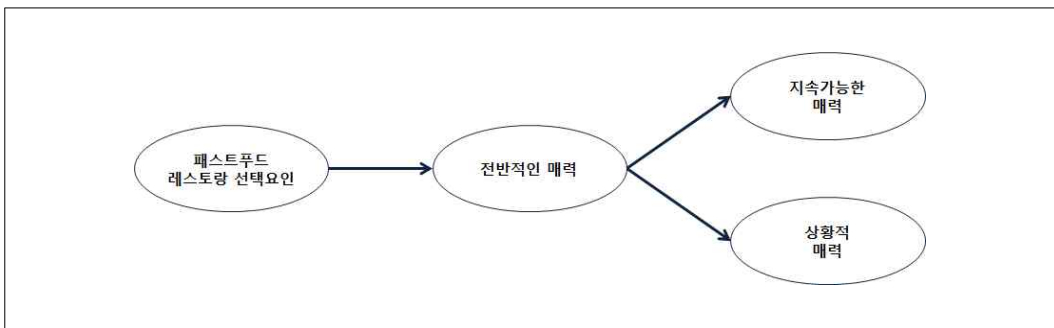 패스트푸드
레스토랑 선택요인
전반적인 매력
지속가능한
매력
상황적
매력